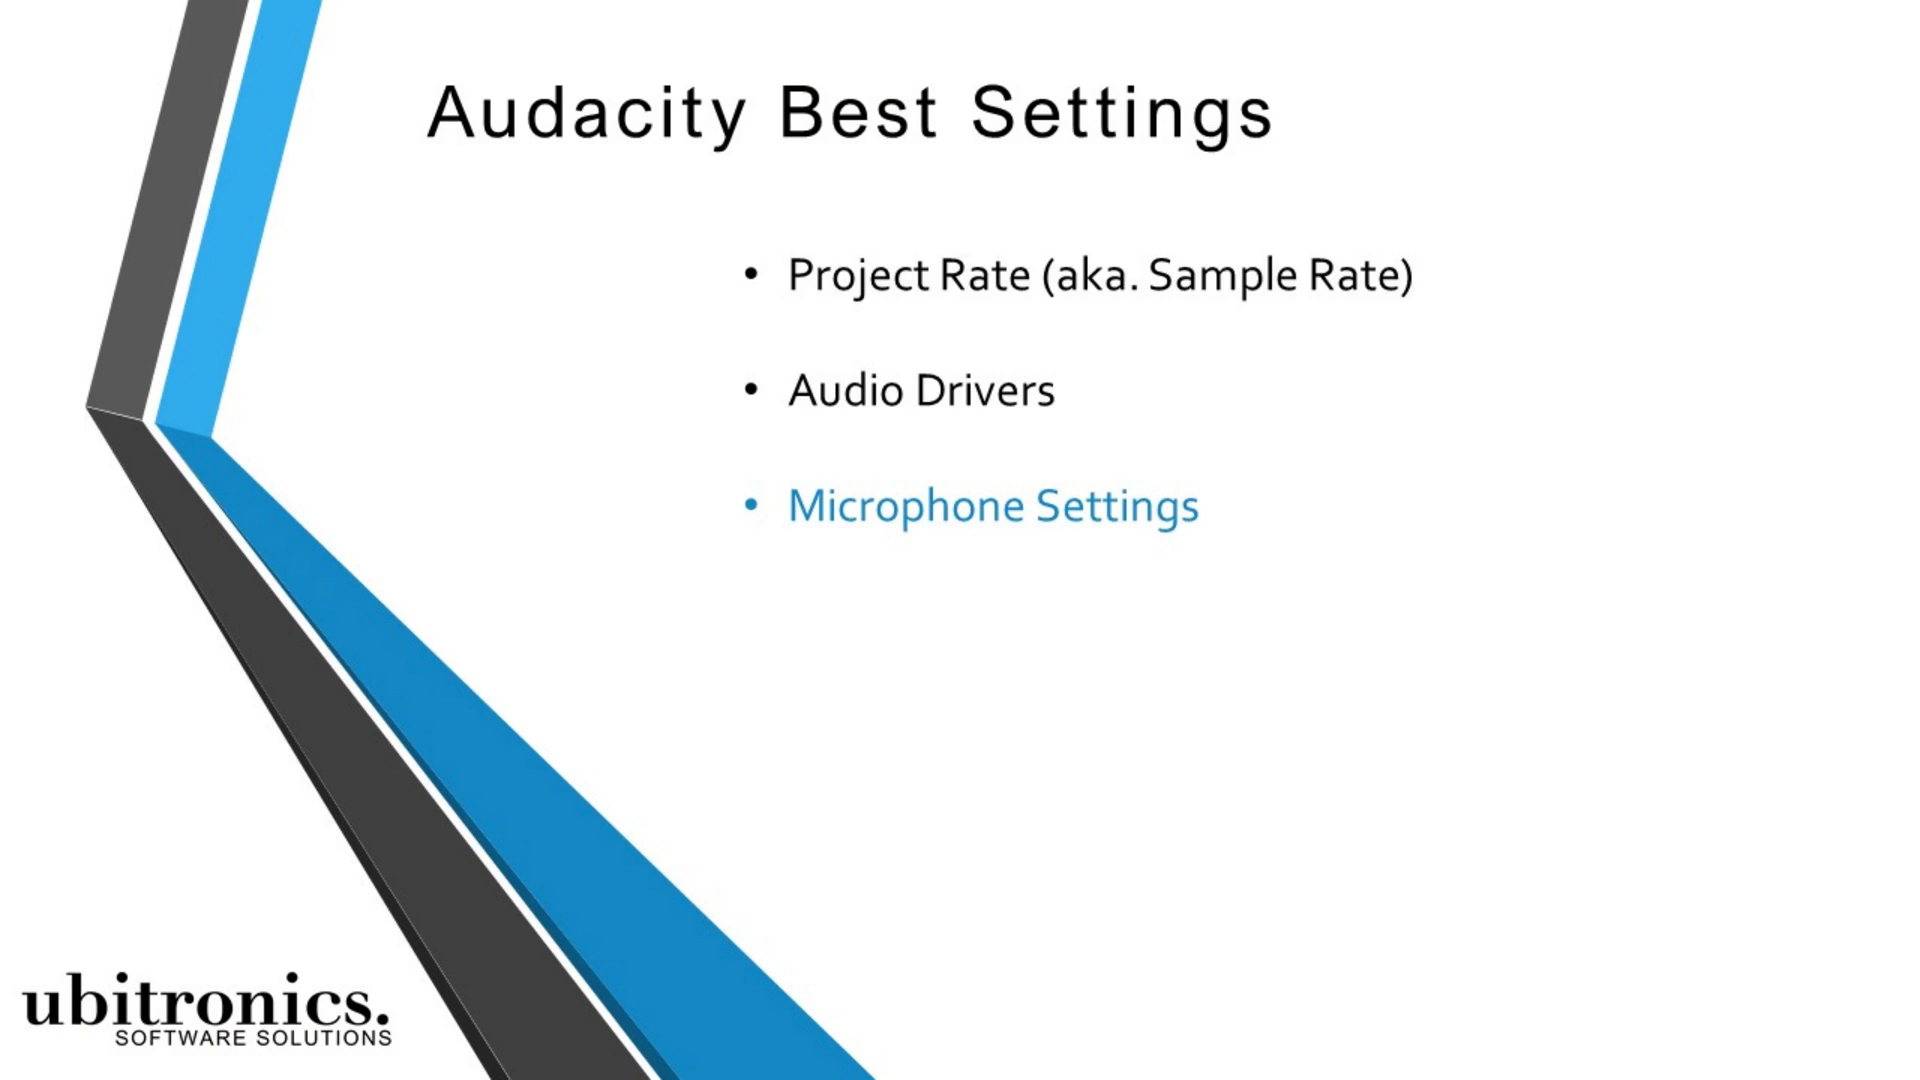 Audacity Best Settings
• Project Rate (aka. Sample Rate)
• Audio Drivers
• Microphone Settings
ubitronics.
SOFTWARE SOLUTIONS